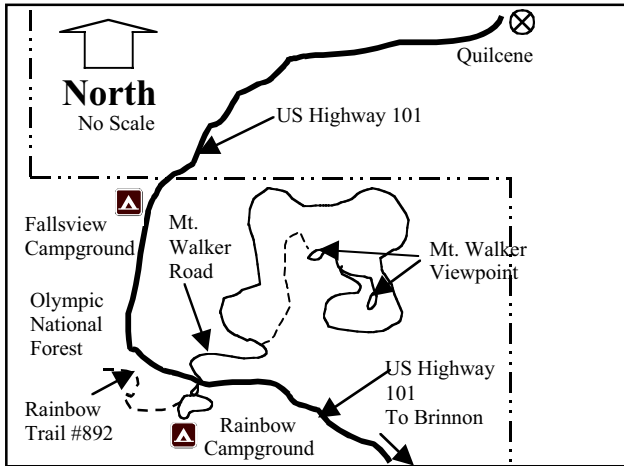 North
No Scale
Quilcene
US Highway 101
Fallsview
Campground
Mt.
Walker
Road
Mt. Walker
Viewpoint
Olympic
National
Forest
Rainbow
Trail #892
Rainbow
Campground
US Highway
101
To Brinnon